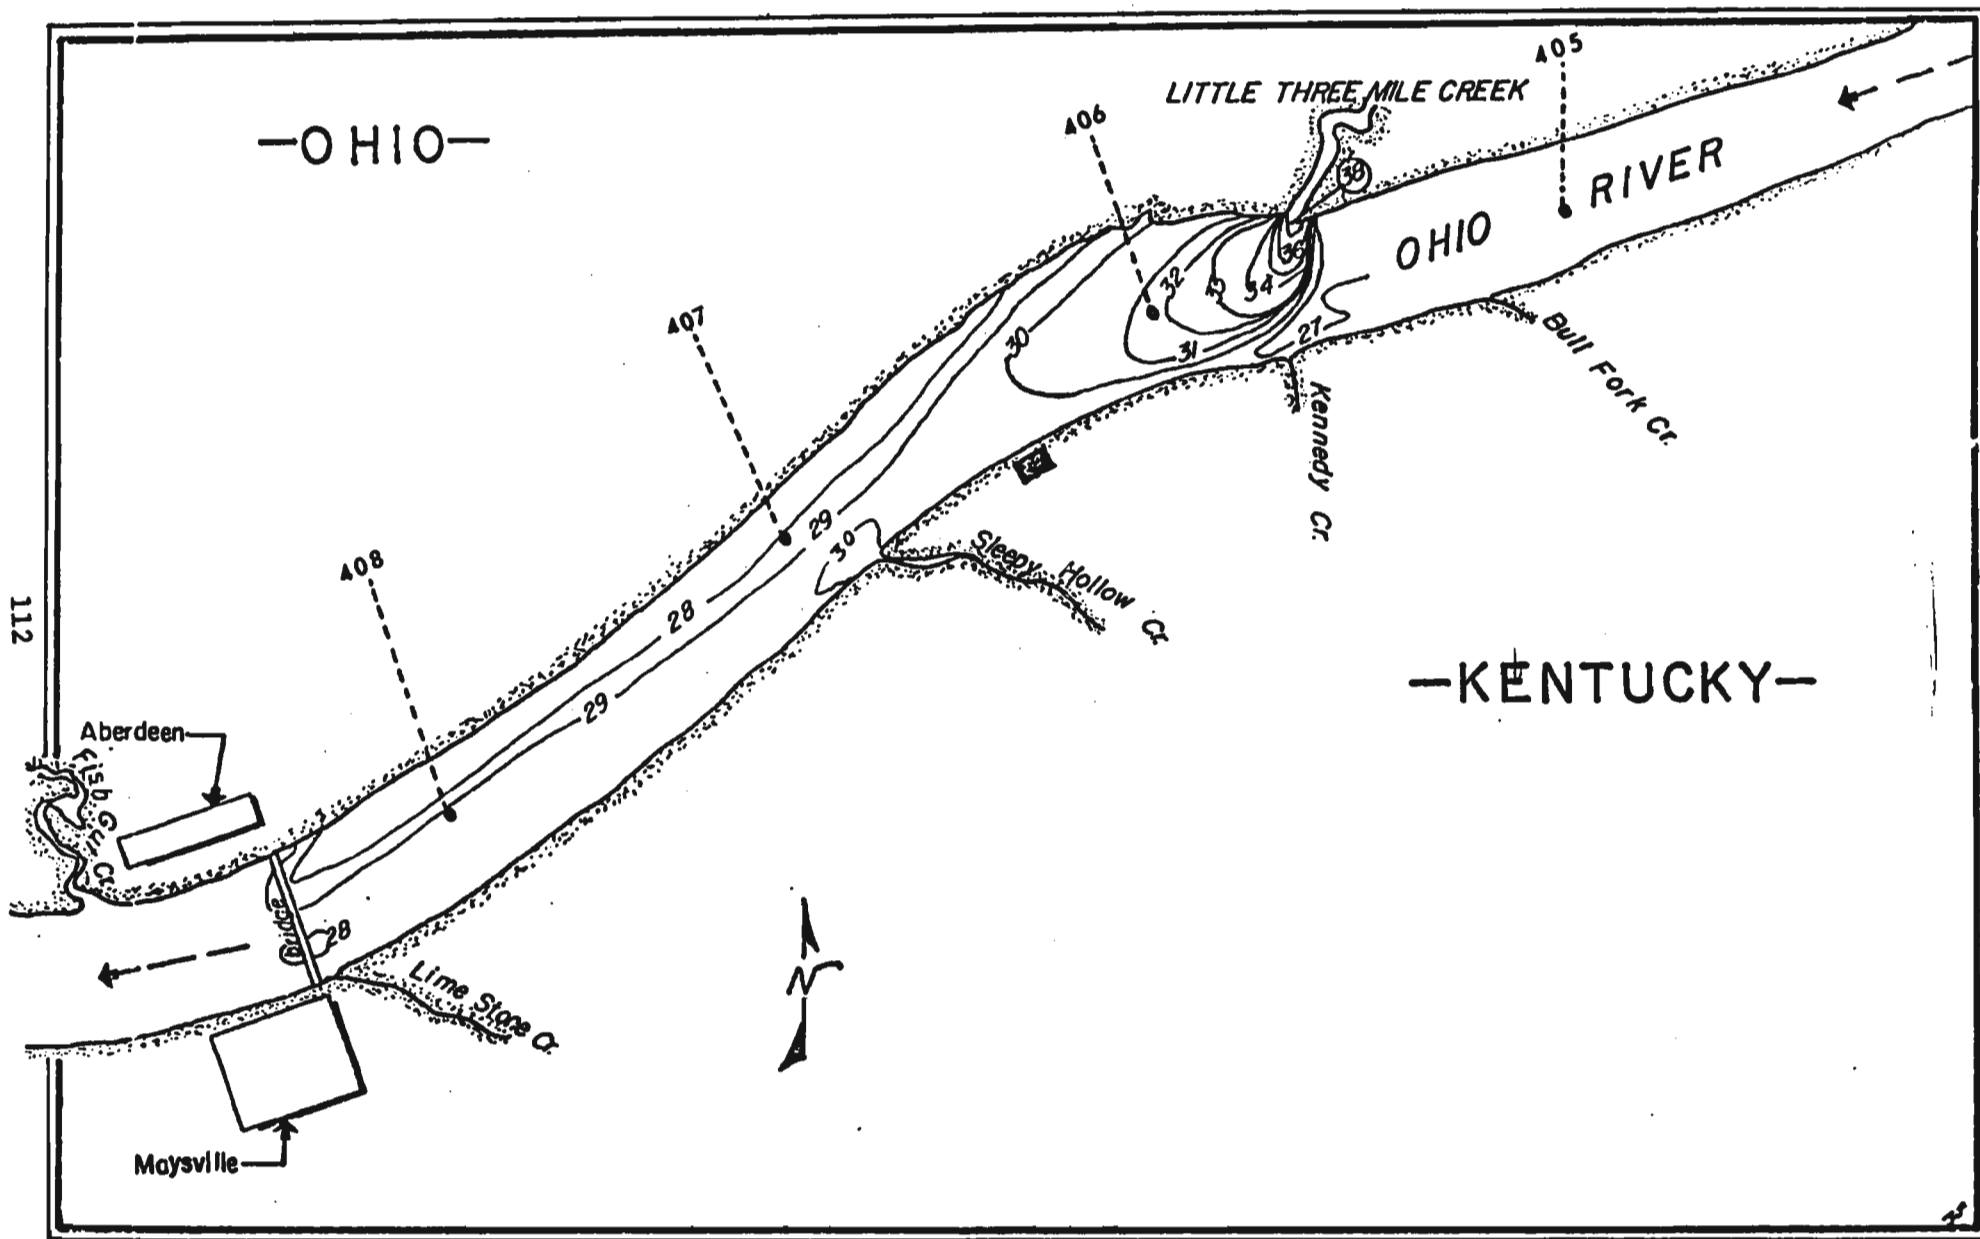 405
LITTLE THREE MILE CREEK
—OHIO—
406
38
RIVER
OHIO
36
32
33
34
27
31
30
Bull Fork Cr.
407
Kennedy Cr.
29
30
Sleepy Hollow Cr.
408
28
112
29
—KENTUCKY—
Aberdeen
Fish Gut Cr.
bridge
28
N
Lime Stone Cr.
Maysville